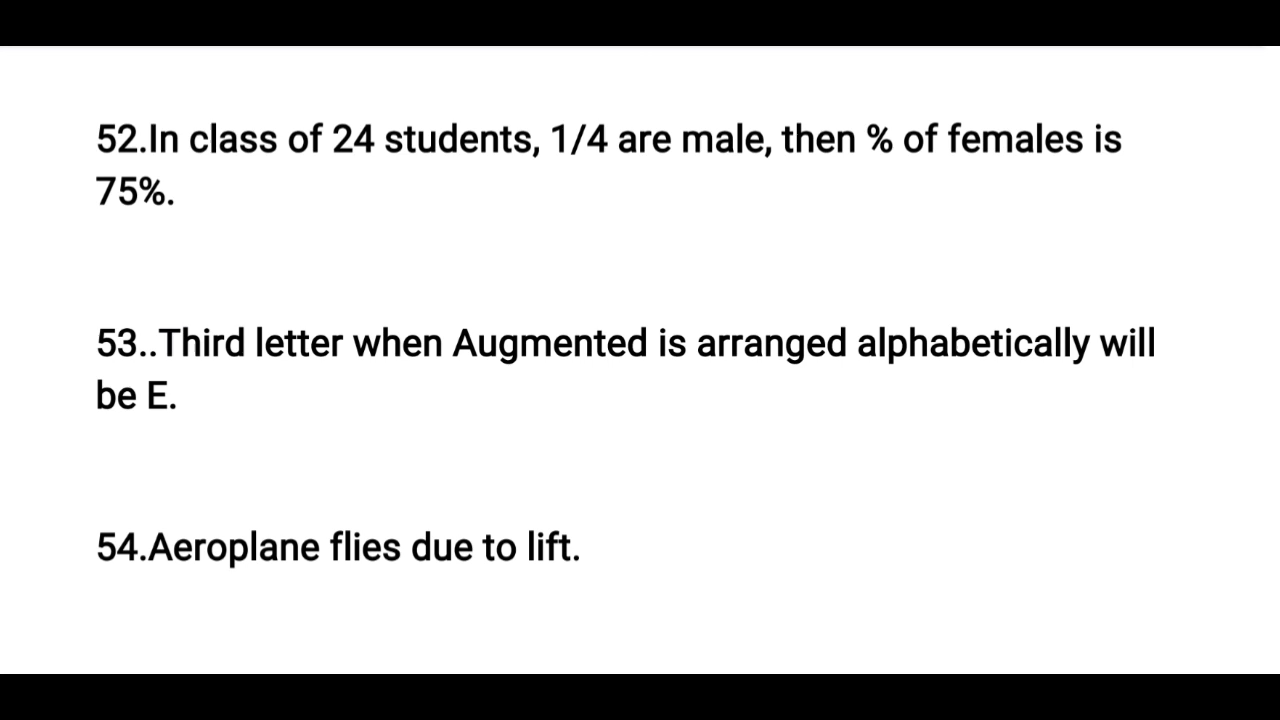 52.In class of 24 students, 1/4 are male, then % of females is
75%.
53..Third letter when Augmented is arranged alphabetically will
be E.
54.Aeroplane flies due to lift.